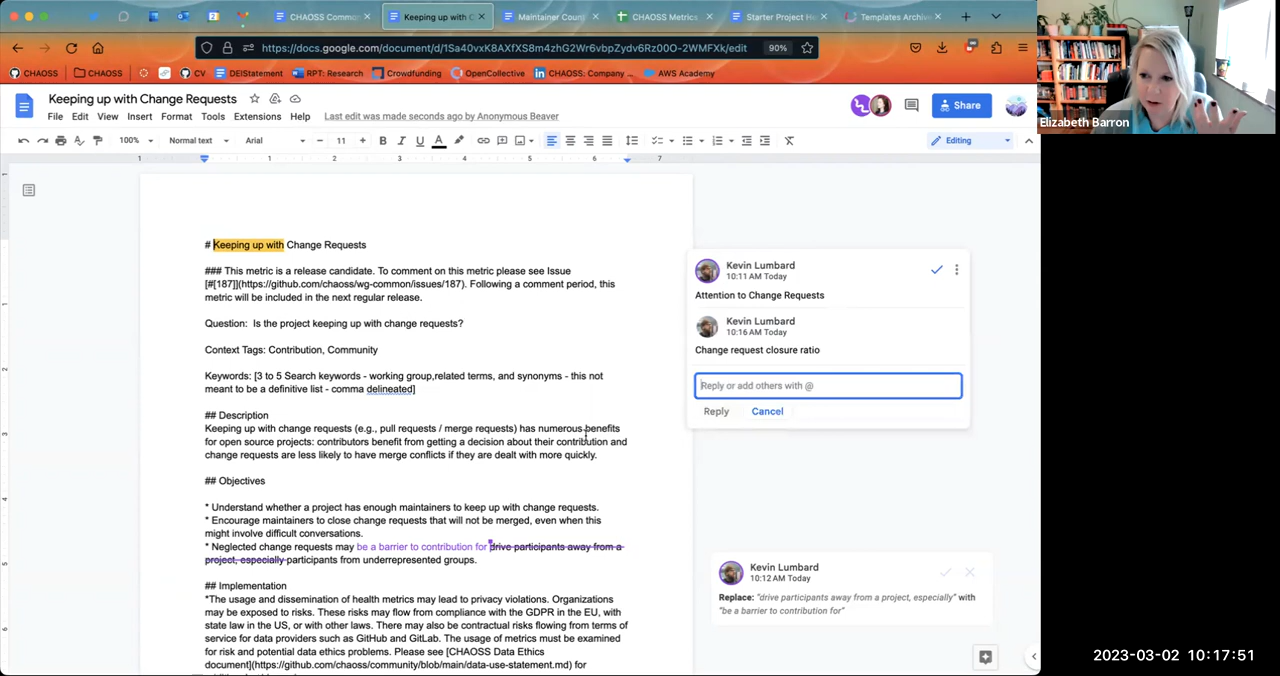 CHAOSS Commu
Keeping up with C
Maintainer Count
CHAOSS Metrics
Starter Project He
Templates Archive
https://docs.google.com/document/d/1Sa40vxK8AXfXS8m4zhG2Wr6vbpZydv6Rz00O-2WMFXk/edit
90%
CHAOSS
CHAOSS
CV
DEIStatement
RPT: Research
Crowdfunding
OpenCollective
CHAOSS: Company ...
AWS Academy
Keeping up with Change Requests
File Edit View Insert Format Tools Extensions Help
Last edit was made seconds ago by Anonymous Beaver
Share
100%
Normal text
Arial
11
Editing
1 1 2 3 4 5 6 7
# Keeping up with Change Requests
### This metric is a release candidate. To comment on this metric please see Issue
[#[187]](https://github.com/chaoss/wg-common/issues/187). Following a comment period, this
metric will be included in the next regular release.
Question: Is the project keeping up with change requests?
Context Tags: Contribution, Community
Keywords: [3 to 5 Search keywords - working group,related terms, and synonyms - this not
meant to be a definitive list - comma delineated]
## Description
Keeping up with change requests (e.g., pull requests / merge requests) has numerous benefits
for open source projects: contributors benefit from getting a decision about their contribution and
change requests are less likely to have merge conflicts if they are dealt with more quickly.
## Objectives
* Understand whether a project has enough maintainers to keep up with change requests.
* Encourage maintainers to close change requests that will not be merged, even when this
might involve difficult conversations.
* Neglected change requests may be a barrier to contribution for drive participants away from a
project, especially participants from underrepresented groups.
## Implementation
*The usage and dissemination of health metrics may lead to privacy violations. Organizations
may be exposed to risks. These risks may flow from compliance with the GDPR in the EU, with
state law in the US, or with other laws. There may also be contractual risks flowing from terms of
service for data providers such as GitHub and GitLab. The usage of metrics must be examined
for risk and potential data ethics problems. Please see [CHAOSS Data Ethics
document](https://github.com/chaoss/community/blob/main/data-use-statement.md) for
Kevin Lumbard
10:11 AM Today
Attention to Change Requests
Kevin Lumbard
10:16 AM Today
Change request closure ratio
Reply or add others with @
Reply
Cancel
Kevin Lumbard
10:12 AM Today
Replace: "drive participants away from a project, especially" with
"be a barrier to contribution for"
Elizabeth Barron
2023-03-02 10:17:51